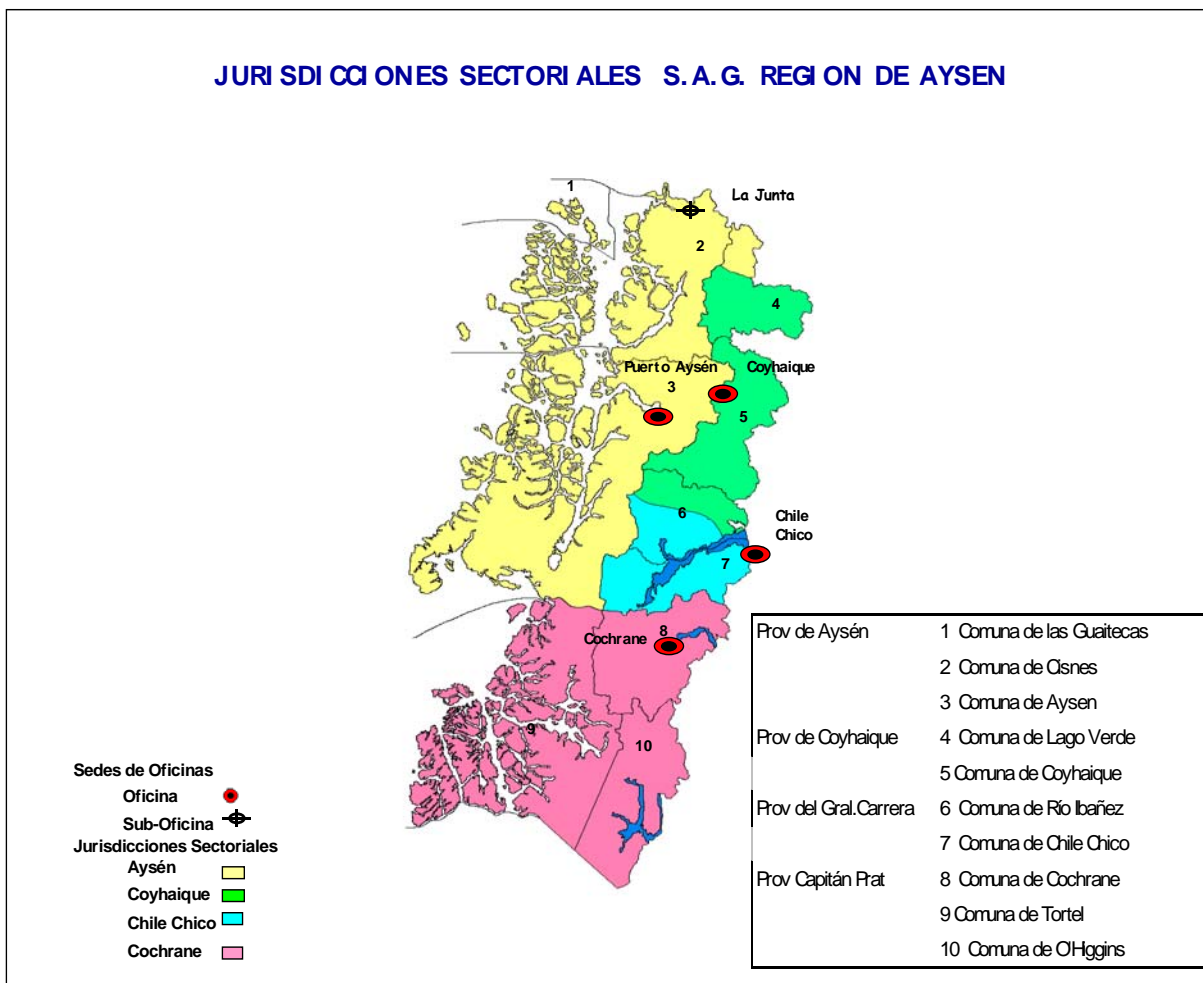 JURISDICCIONES SECTORIALES S.A.G. REGION DE AYSEN
1
La Junta
2
4
Puerto Aysén
Coyhaique
3
5
6
Chile
Chico
7
Cochrane
8
9
10
Sedes de Oficinas
Oficina
Sub-Oficina
Jurisdicciones Sectoriales
Aysén
Coyhaique
Chile Chico
Cochrane
Prov de Aysén 1 Comuna de las Guaitecas
2 Comuna de Cisnes
3 Comuna de Aysen
Prov de Coyhaique 4 Comuna de Lago Verde
5 Comuna de Coyhaique
Prov del Gral.Carrera 6 Comuna de Río Ibañez
7 Comuna de Chile Chico
Prov Capitán Prat 8 Comuna de Cochrane
9 Comuna de Tortel
10 Comuna de O'Higgins